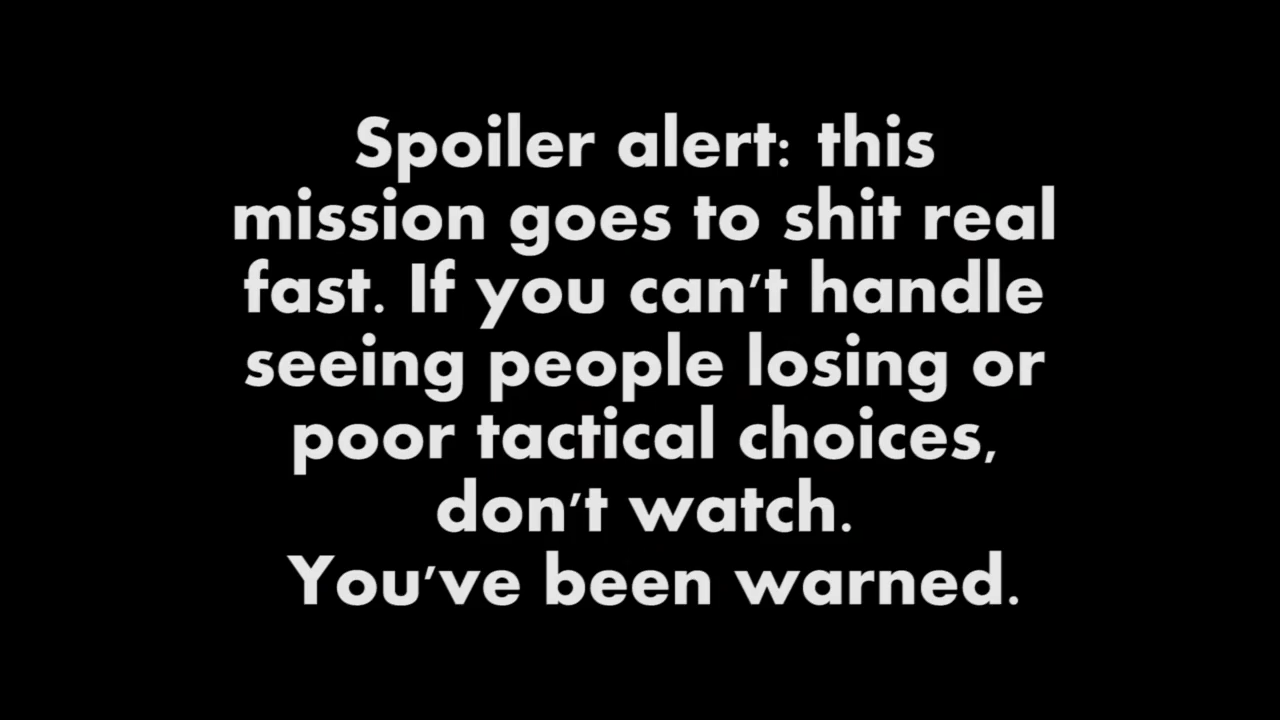 Spoiler alert: this
mission goes to shit real
fast. If you can't handle
seeing people losing or
poor tactical choices,
don't watch.
You've been warned.